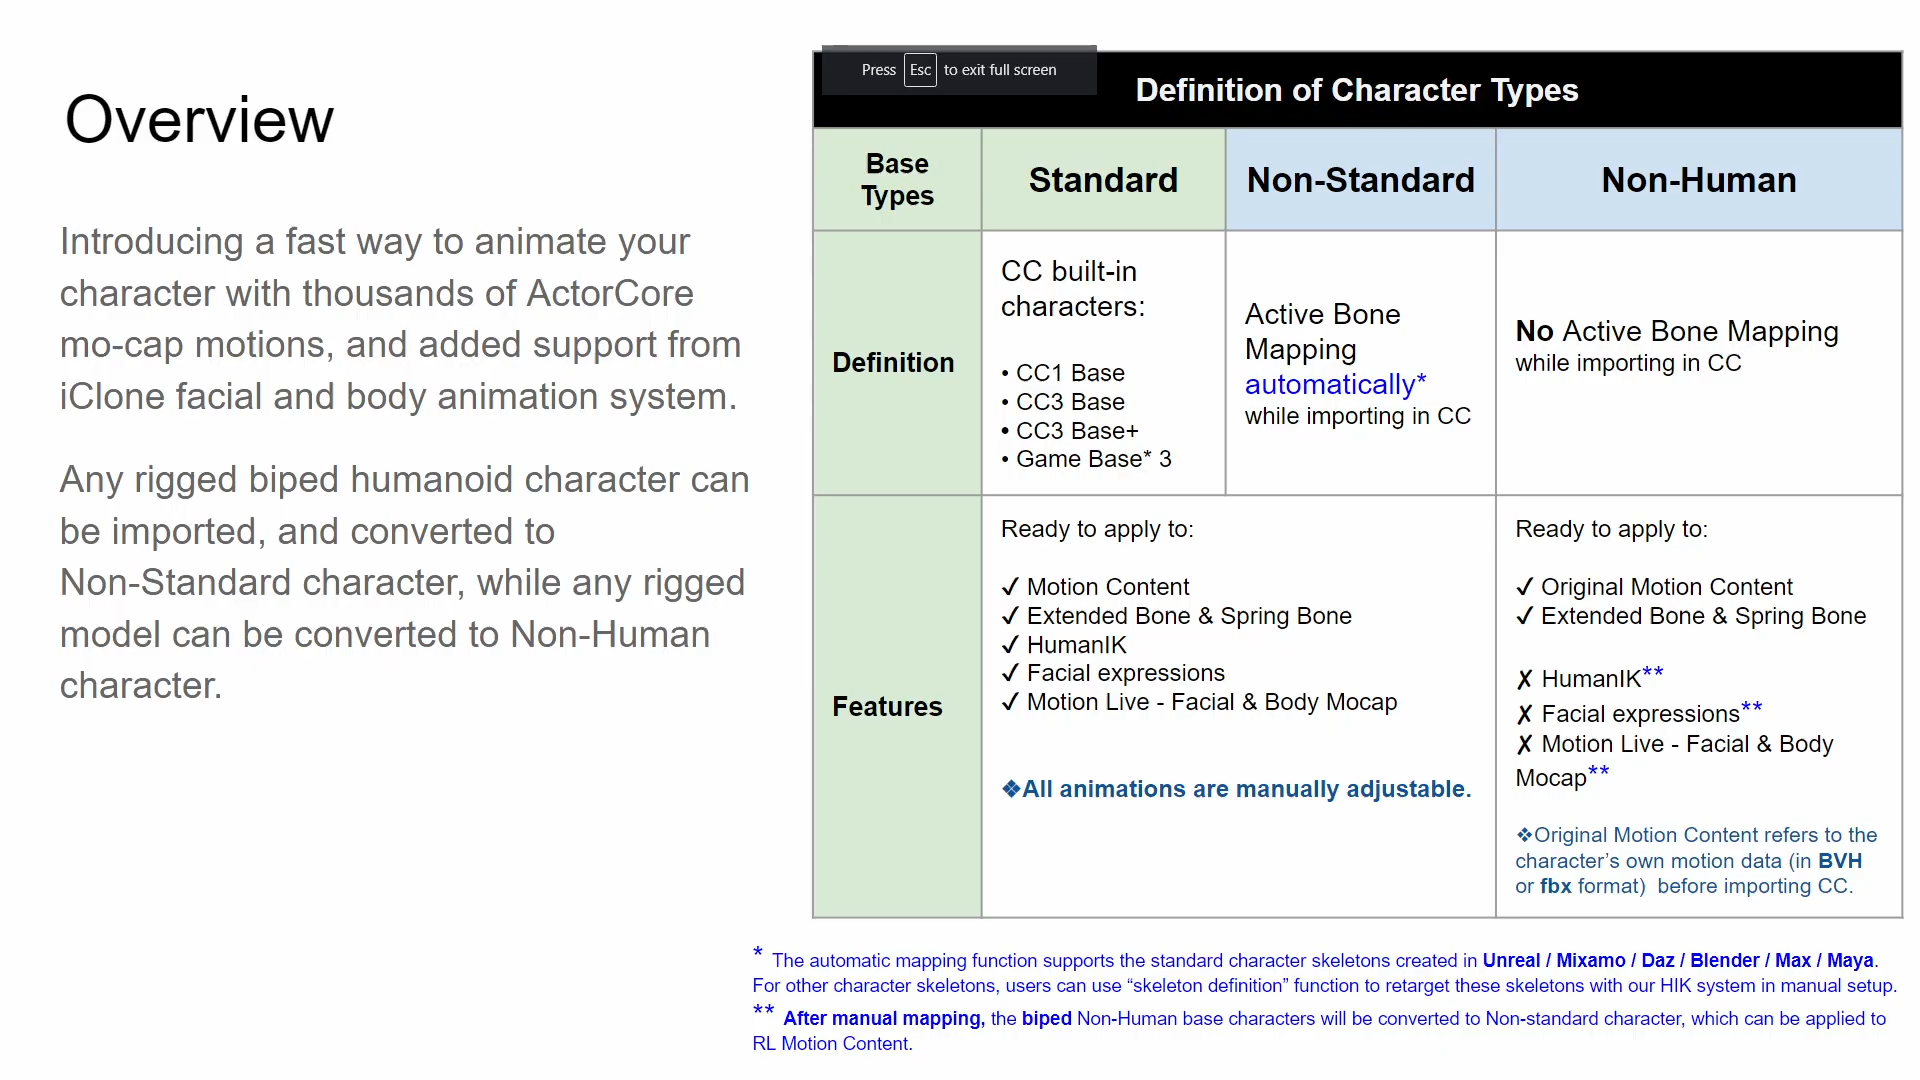 Overview
Introducing a fast way to animate your
character with thousands of ActorCore
mo-cap motions, and added support from
iClone facial and body animation system.
Any rigged biped humanoid character can
be imported, and converted to
Non-Standard character, while any rigged
model can be converted to Non-Human
character.
Press Esc to exit full screen
Definition of Character Types
Base
Types
Standard
Non-Standard
Non-Human
Definition
CC built-in
characters:
• CC1 Base
• CC3 Base
• CC3 Base+
• Game Base* 3
Active Bone
Mapping
automatically*
while importing in CC
No Active Bone Mapping
while importing in CC
Features
Ready to apply to:
✓ Motion Content
✓ Extended Bone & Spring Bone
✓ HumanIK
✓ Facial expressions
✓ Motion Live - Facial & Body Mocap
❖All animations are manually adjustable.
Ready to apply to:
✓ Original Motion Content
✓ Extended Bone & Spring Bone
✗ HumanIK**
✗ Facial expressions**
✗ Motion Live - Facial & Body
Mocap**
❖Original Motion Content refers to the
character’s own motion data (in BVH
or fbx format) before importing CC.
* The automatic mapping function supports the standard character skeletons created in Unreal / Mixamo / Daz / Blender / Max / Maya.
For other character skeletons, users can use “skeleton definition” function to retarget these skeletons with our HIK system in manual setup.
** After manual mapping, the biped Non-Human base characters will be converted to Non-standard character, which can be applied to
RL Motion Content.